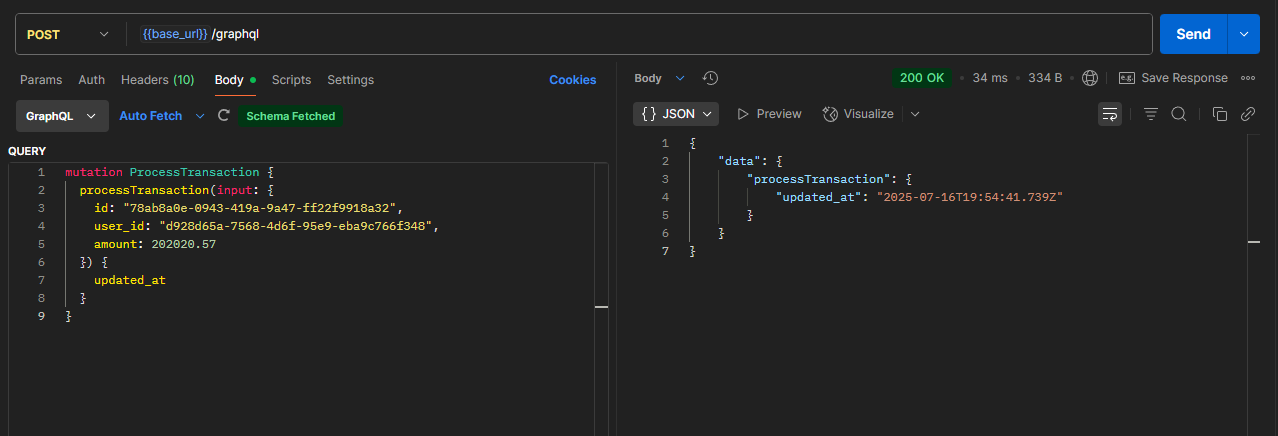 POST {{base_url}} /graphql Send
Params Auth Headers (10) Body Scripts Settings Cookies
GraphQL Auto Fetch Schema Fetched
QUERY
1 mutation ProcessTransaction {
2 processTransaction(input: {
3 id: "78ab8a0e-0943-419a-9a47-ff22f9918a32",
4 user_id: "d928d65a-7568-4d6f-95e9-eba9c766f348",
5 amount: 202020.57
6 }) {
7 updated_at
8 }
9 }
Body 200 OK • 34 ms • 334 B • e.g. Save Response
{} JSON Preview Visualize
1 {
2 "data": {
3 "processTransaction": {
4 "updated_at": "2025-07-16T19:54:41.739Z"
5 }
6 }
7 }